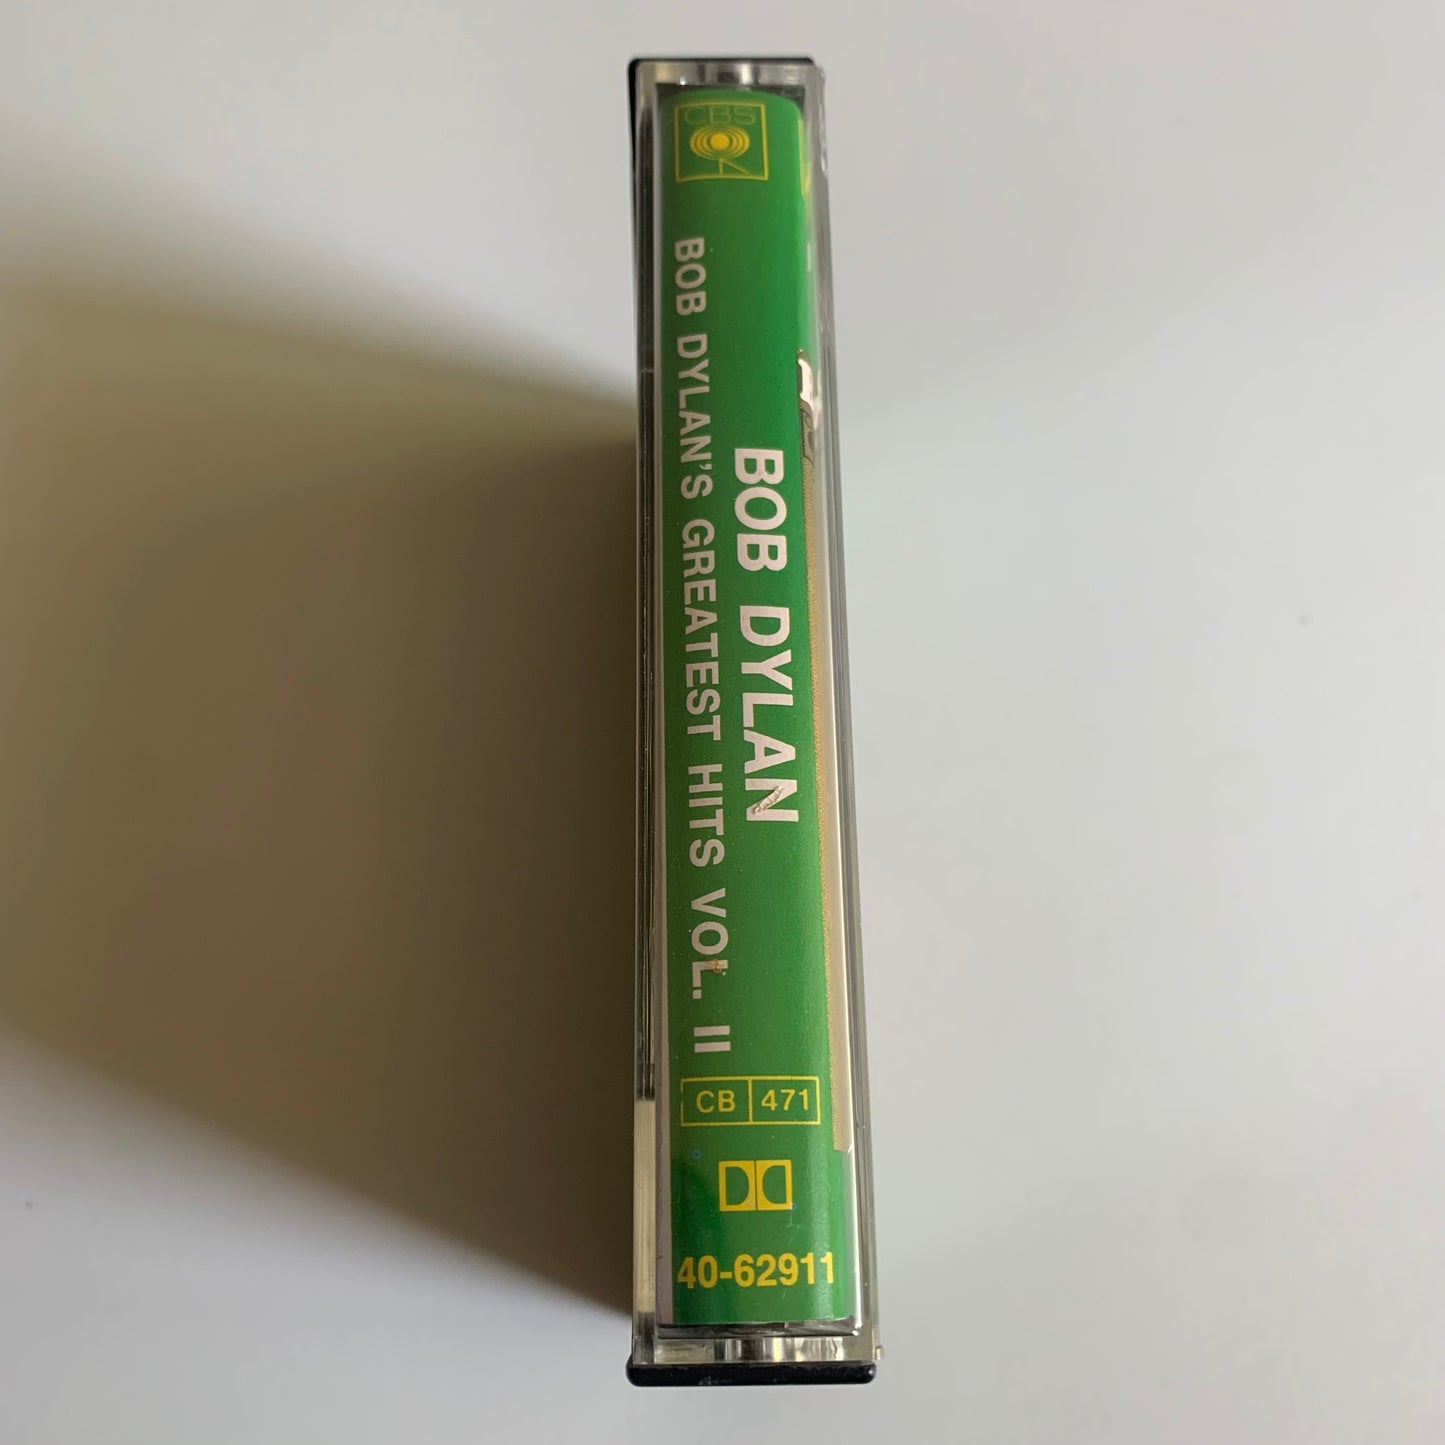 CBS
BOB DYLAN
BOB DYLAN'S GREATEST HITS VOL. II
CB 471
40-62911